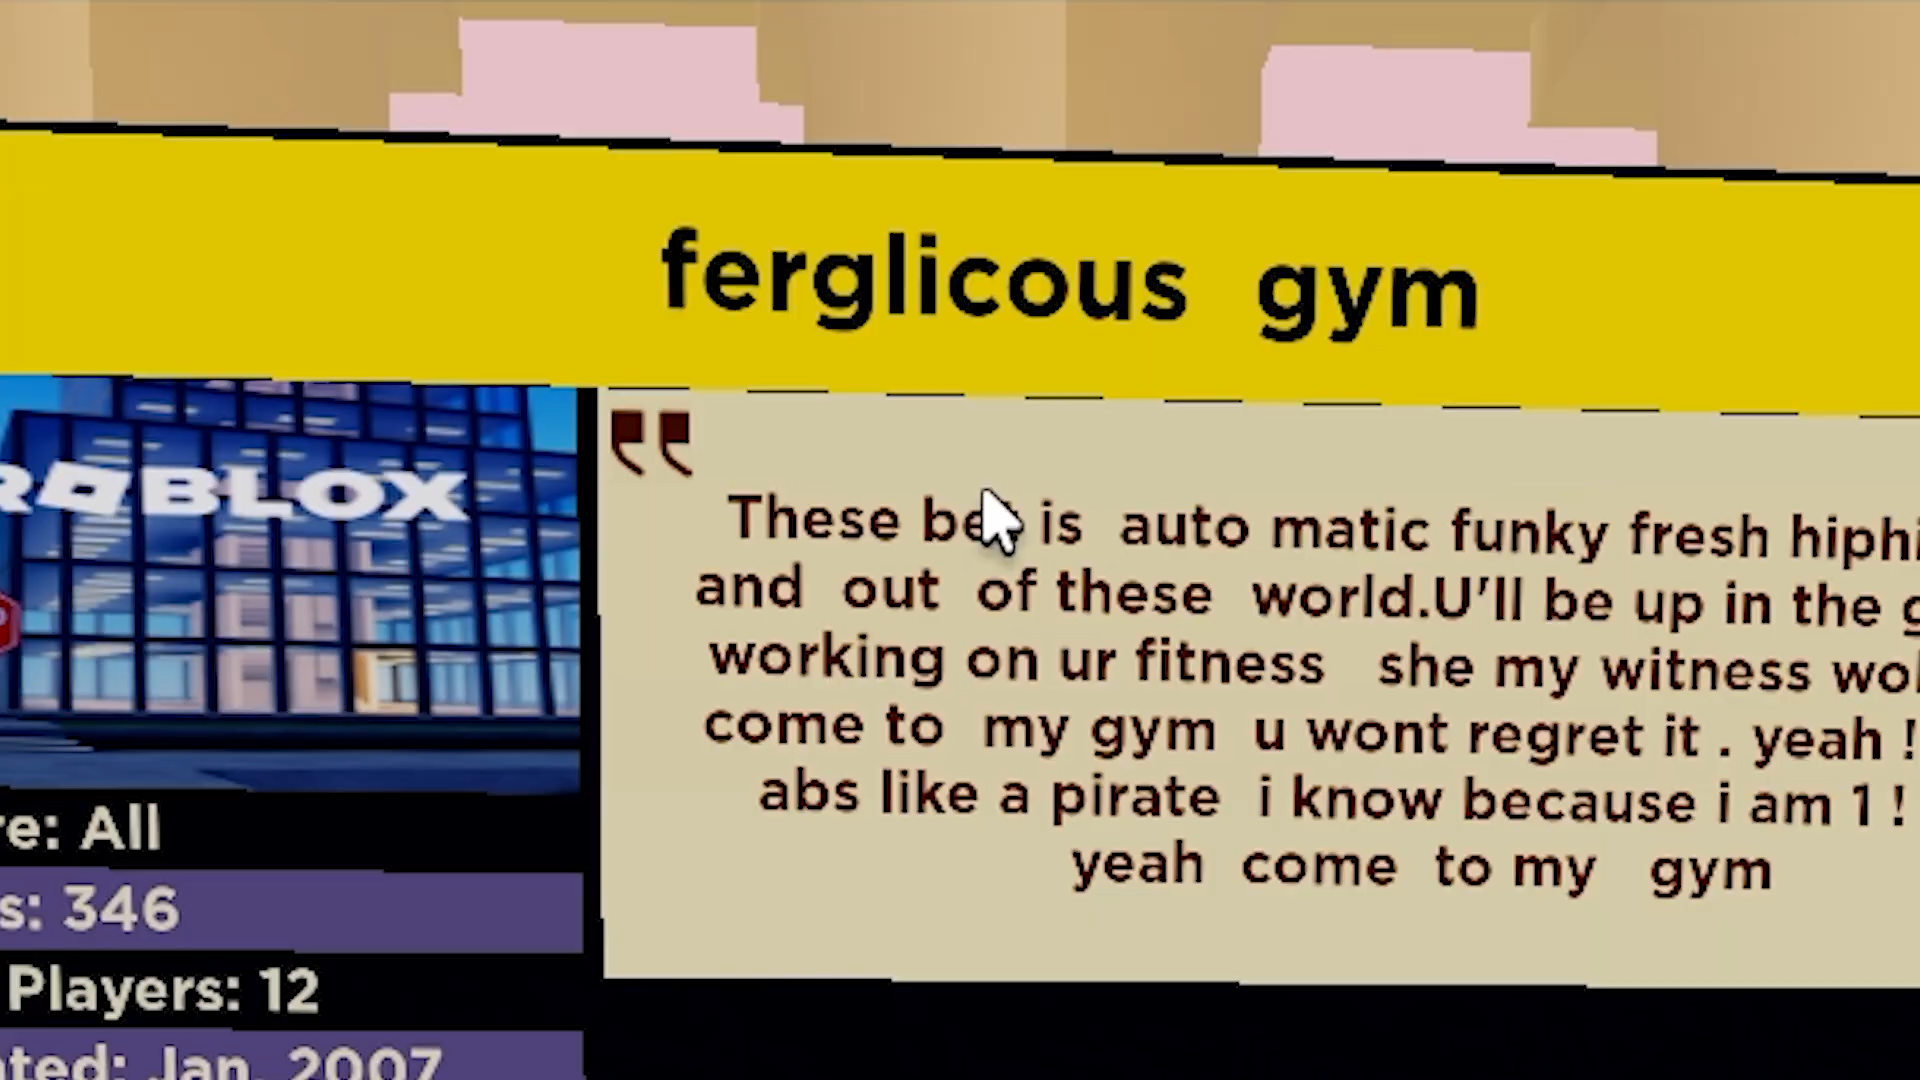 ferglicous gym
These is auto matic funky fresh
and out of these world.U'll be up in the
working on ur fitness she my witness
come to my gym u wont regret it . yeah !
abs like a pirate i know because i am 1 !
yeah come to my gym
ROBLOX
All
346
Players: 12
Jan. 2007